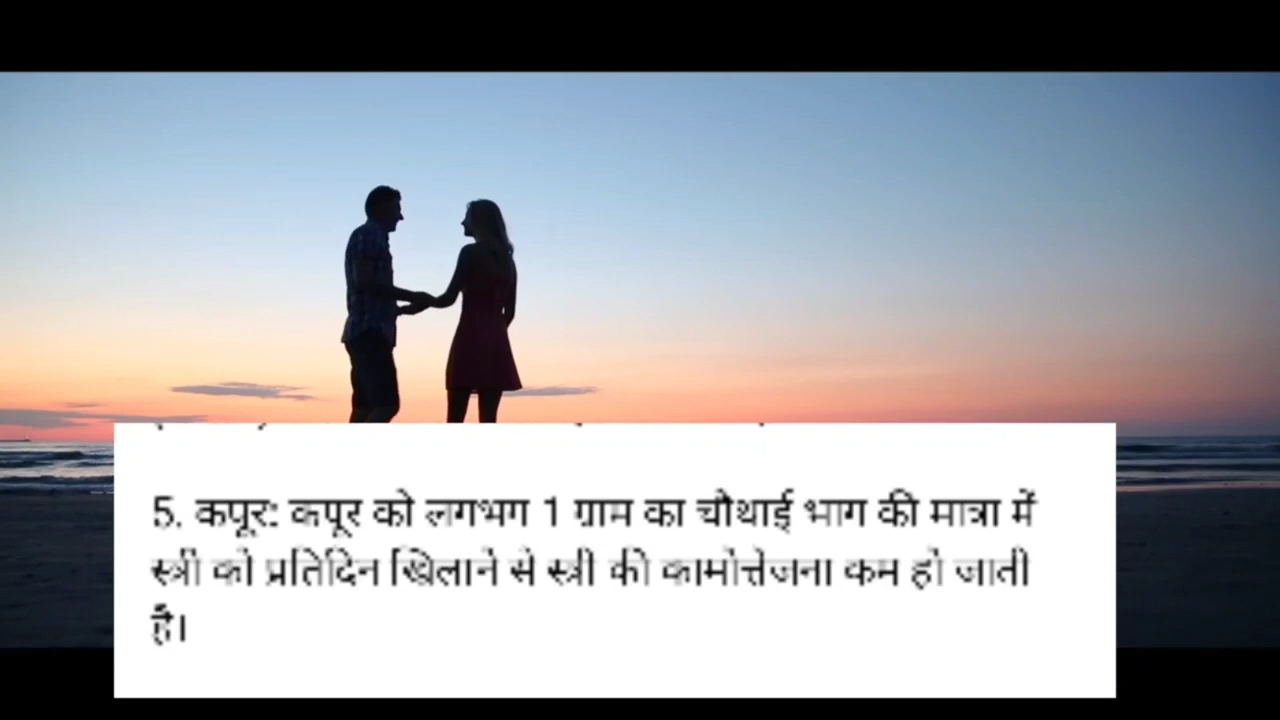 5. कपूर: कपूर को लगभग 1 ग्राम का चौथाई भाग की मात्रा में
स्त्री को प्रतिदिन खिलाने से स्त्री की कामोत्तेजना कम हो जाती
है।